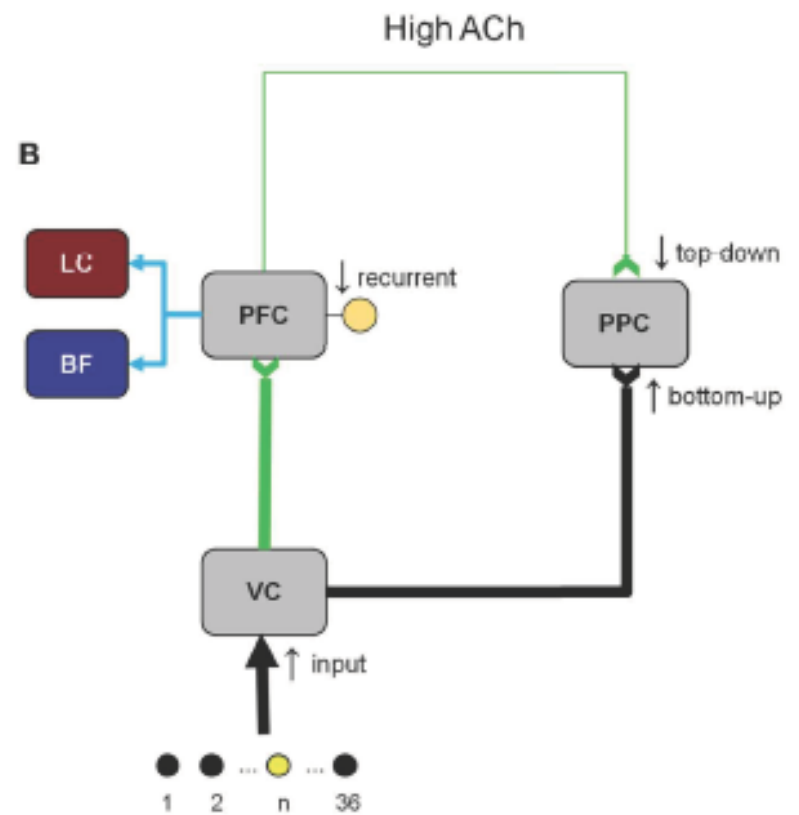 High ACh
B
LC
↓ recurrent
↓ top-down
PFC
PPC
BF
↑ bottom-up
VC
↑ input
... ...
1 2 n 36